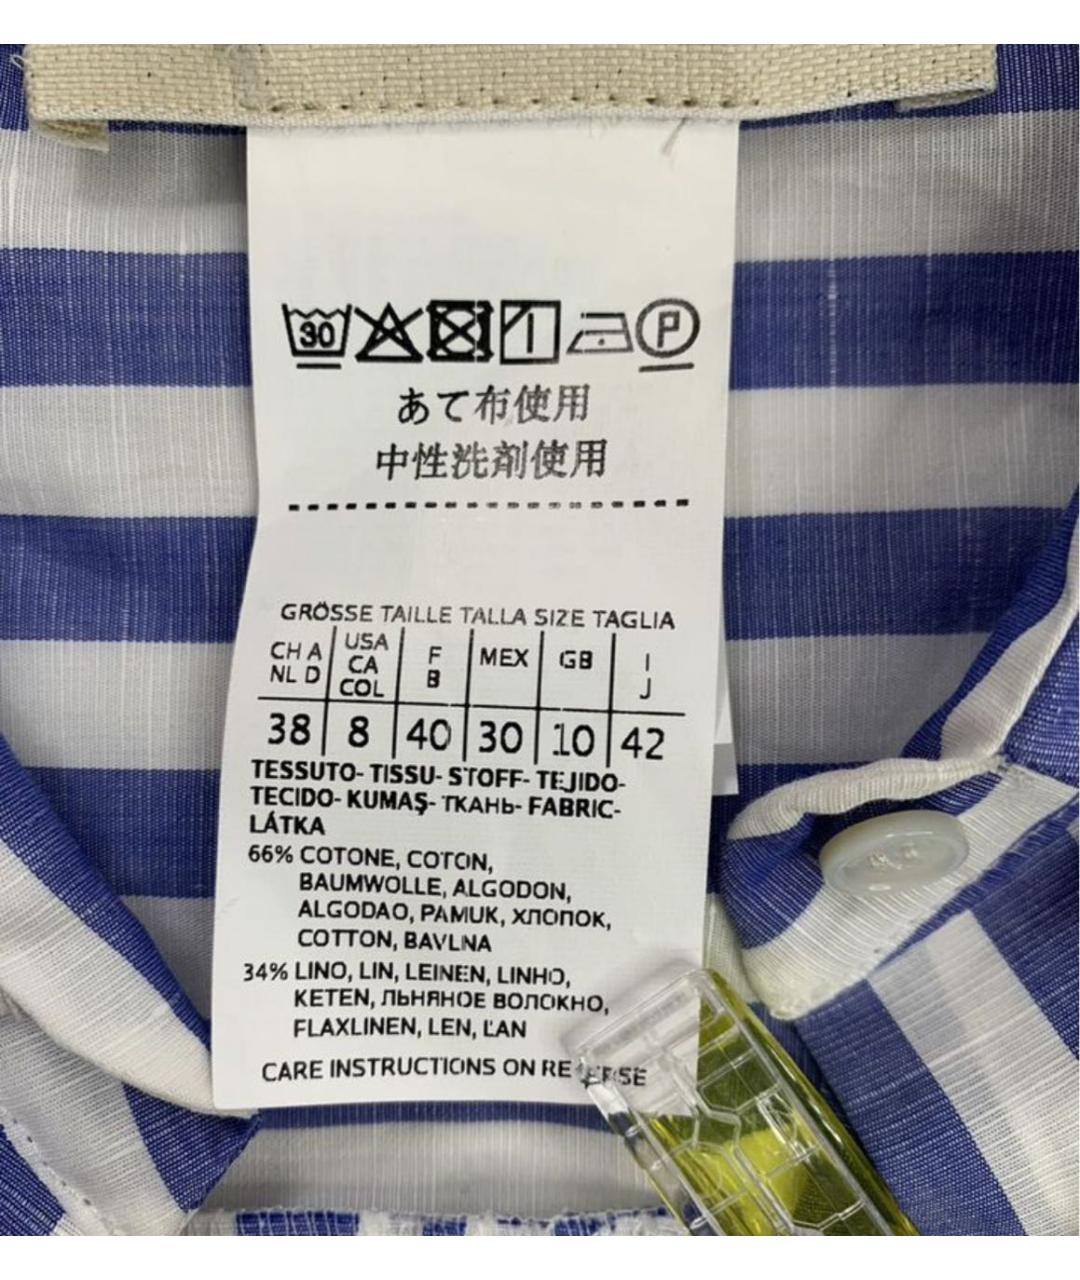 30 P
あて布使用
中性洗剤使用
GRÖSSE TAILLE TALLA SIZE TAGLIA
CH A NL D | USA CA COL | F B | MEX | GB | I J
38 | 8 | 40 | 30 | 10 | 42
TESSUTO- TISSU- STOFF- TEJIDO-
TECIDO- KUMAŞ- ТКАНЬ- FABRIC-
LÁTKA
66% COTONE, COTON,
BAUMWOLLE, ALGODON,
ALGODAO, PAMUK, ХЛОПОК,
COTTON, BAVLNA
34% LINO, LIN, LEINEN, LINHO,
KETEN, ЛЬНЯНОЕ ВОЛОКНО,
FLAXLINEN, LEN, ĽAN
CARE INSTRUCTIONS ON REVERSE